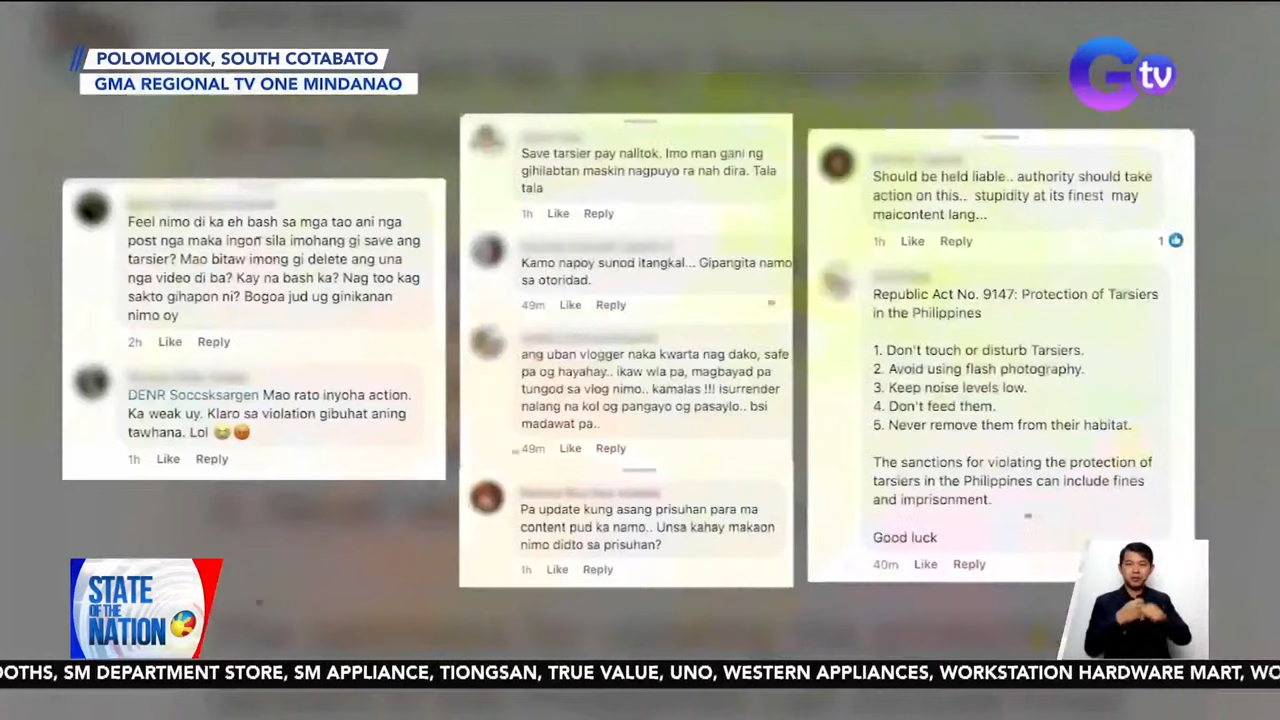 POLOMOLOK, SOUTH COTABATO
GMA REGIONAL TV ONE MINDANAO
Gtv
Feel nimo di ka eh bash sa mga tao ani nga
post nga maka ingon sila imohang gi save ang
tarsier? Mao bitaw imong gi delete ang una
nga video di ba? Kay na bash ka? Nag too kag
sakto gihapon ni? Bogoa jud ug ginikanan
nimo oy
2h Like Reply
DENR Soccsksargen Mao rato inyoha action.
Ka weak uy. Klaro sa violation gibuhat aning
tawhana. Lol 😭😡
1h Like Reply
Save tarsier pay nalitok. Imo man gani ng
gihilabtan maskin nagpuyo ra nah dira. Tala
tala
1h Like Reply
Kamo napoy sunod itangkal... Gipangita namo
sa otoridad.
49m Like Reply
ang uban vlogger naka kwarta nag dako, safe
pa og hayahay.. ikaw wla pa, magbayad pa
tungod sa vlog nimo.. kamalas !!! isurrender
nalang na kol og pangayo og pasaylo.. bsi
madawat pa..
49m Like Reply
Pa update kung asang prisuhan para ma
content pud ka namo.. Unsa kahay makaon
nimo didto sa prisuhan?
1h Like Reply
Should be held liable.. authority should take
action on this.. stupidity at its finest may
maicontent lang...
1h Like Reply 1
Republic Act No. 9147: Protection of Tarsiers
in the Philippines
1. Don't touch or disturb Tarsiers.
2. Avoid using flash photography.
3. Keep noise levels low.
4. Don't feed them.
5. Never remove them from their habitat.
The sanctions for violating the protection of
tarsiers in the Philippines can include fines
and imprisonment.
Good luck
40m Like Reply
STATE
OF THE
NATION
OOTHS, SM DEPARTMENT STORE, SM APPLIANCE, TIONGSAN, TRUE VALUE, UNO, WESTERN APPLIANCES, WORKSTATION HARDWARE MART, WO